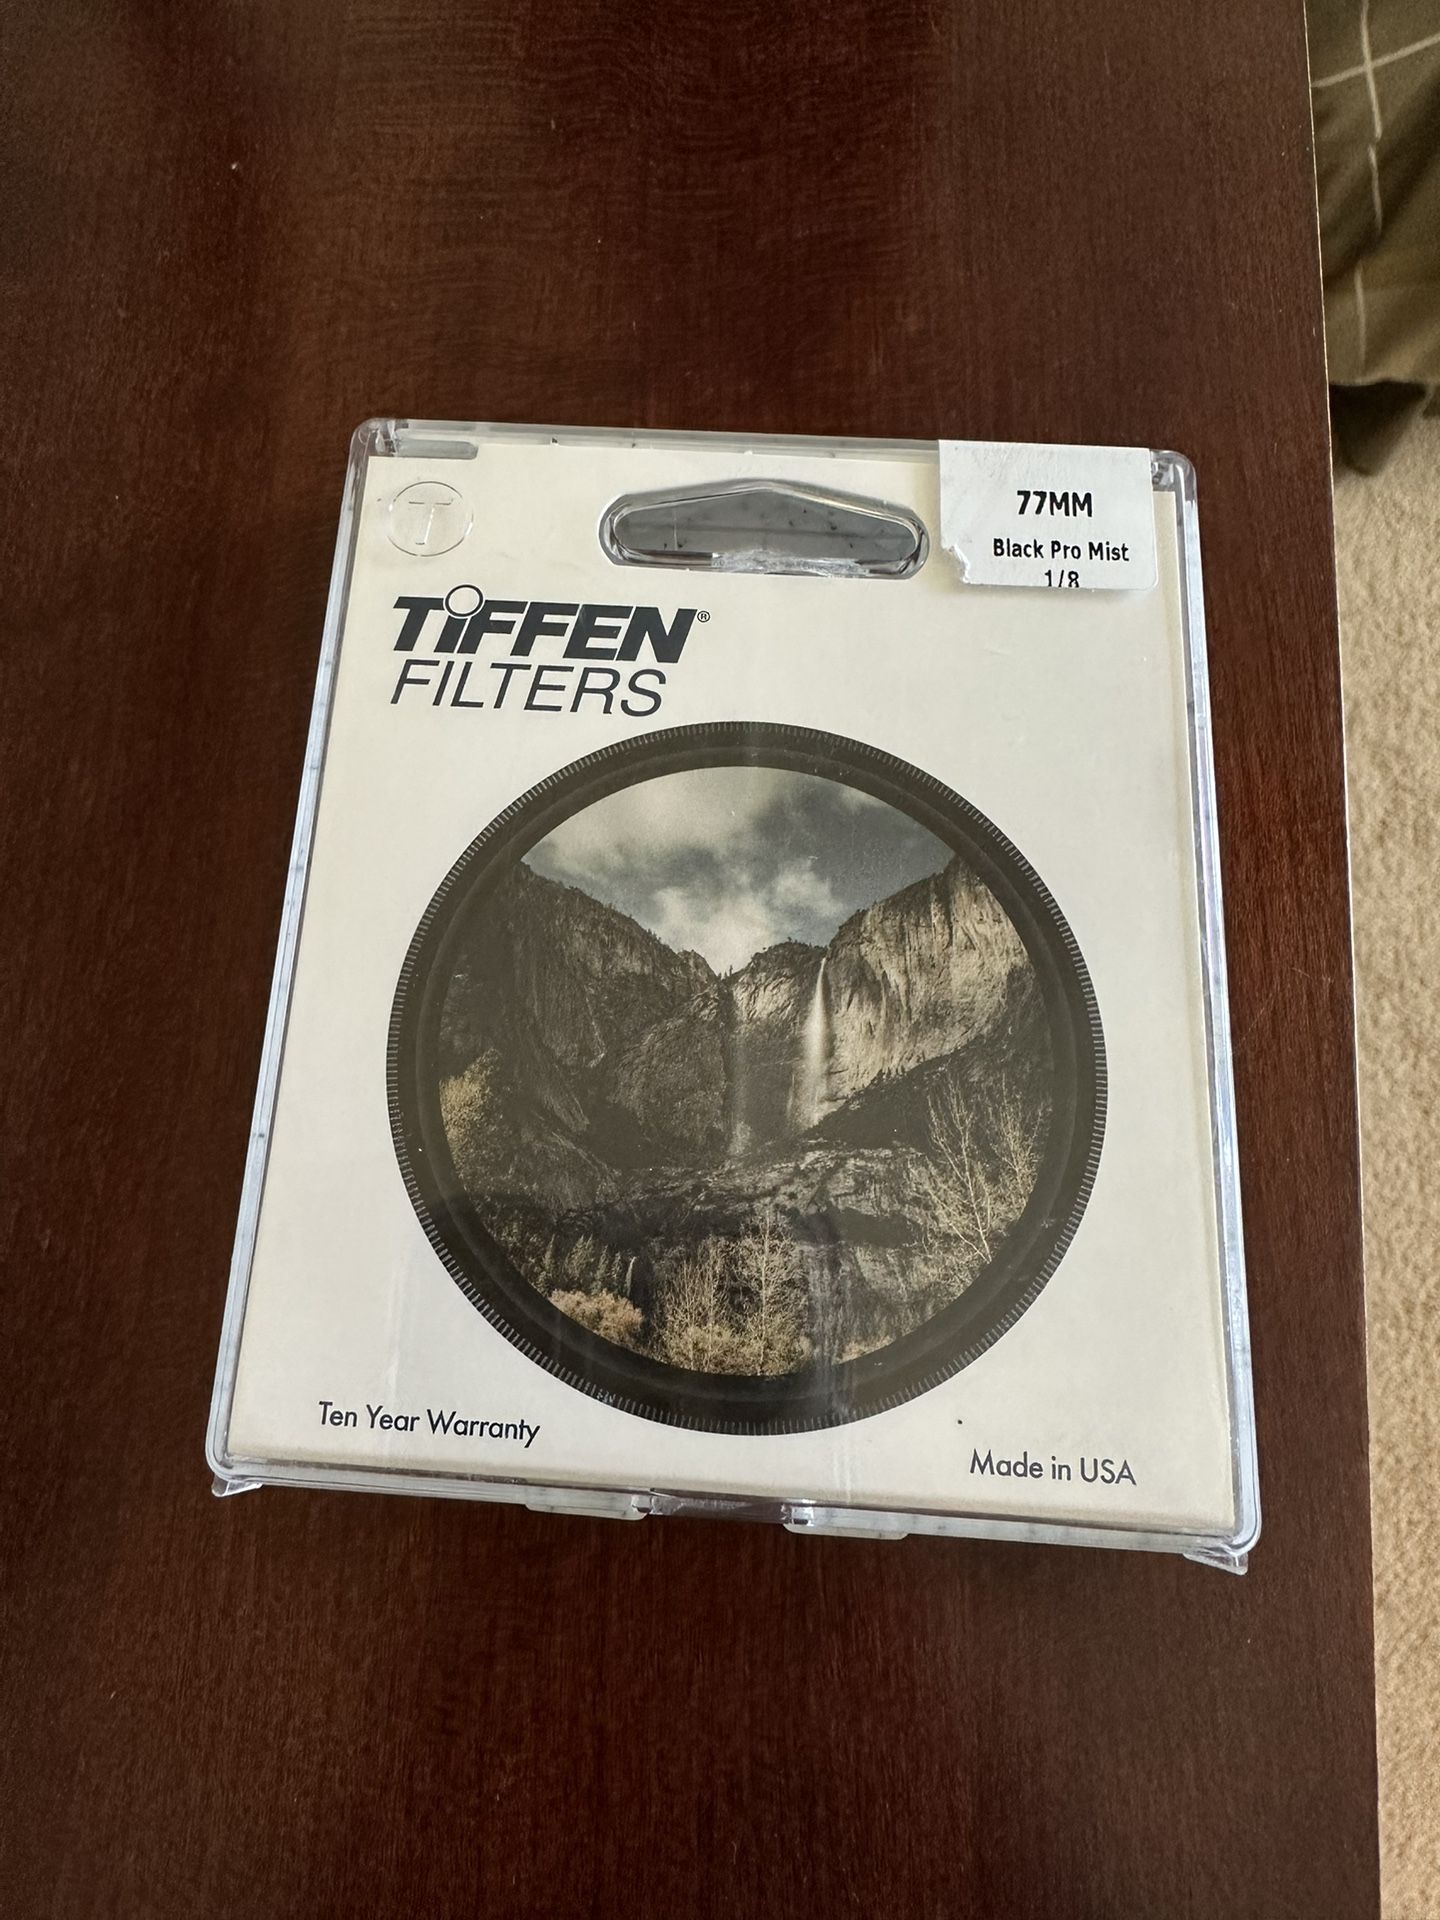 77MM
Black Pro Mist
1/8
T
TiFFEN®
FILTERS
Ten Year Warranty
Made in USA